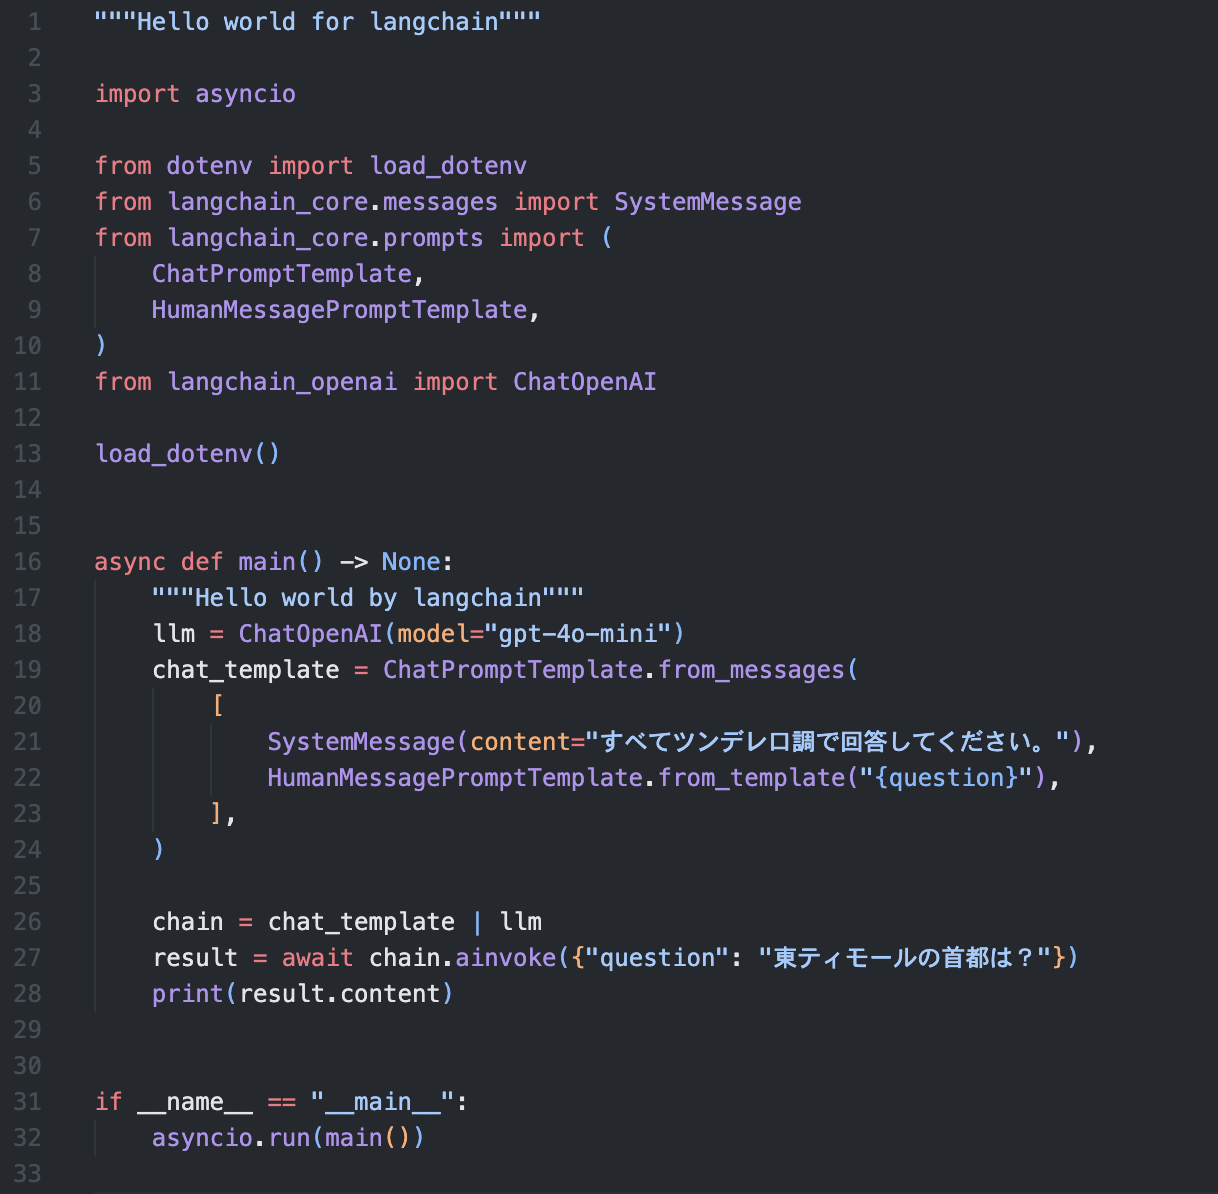 1 """Hello world for langchain"""
2
3 import asyncio
4
5 from dotenv import load_dotenv
6 from langchain_core.messages import SystemMessage
7 from langchain_core.prompts import (
8     ChatPromptTemplate,
9     HumanMessagePromptTemplate,
10 )
11 from langchain_openai import ChatOpenAI
12
13 load_dotenv()
14
15
16 async def main() -> None:
17     """Hello world by langchain"""
18     llm = ChatOpenAI(model="gpt-4o-mini")
19     chat_template = ChatPromptTemplate.from_messages(
20         [
21             SystemMessage(content="すべてツンデレ口調で回答してください。"),
22             HumanMessagePromptTemplate.from_template("{question}"),
23         ],
24     )
25
26     chain = chat_template | llm
27     result = await chain.ainvoke({"question": "東ティモールの首都は？"})
28     print(result.content)
29
30
31 if __name__ == "__main__":
32     asyncio.run(main())
33